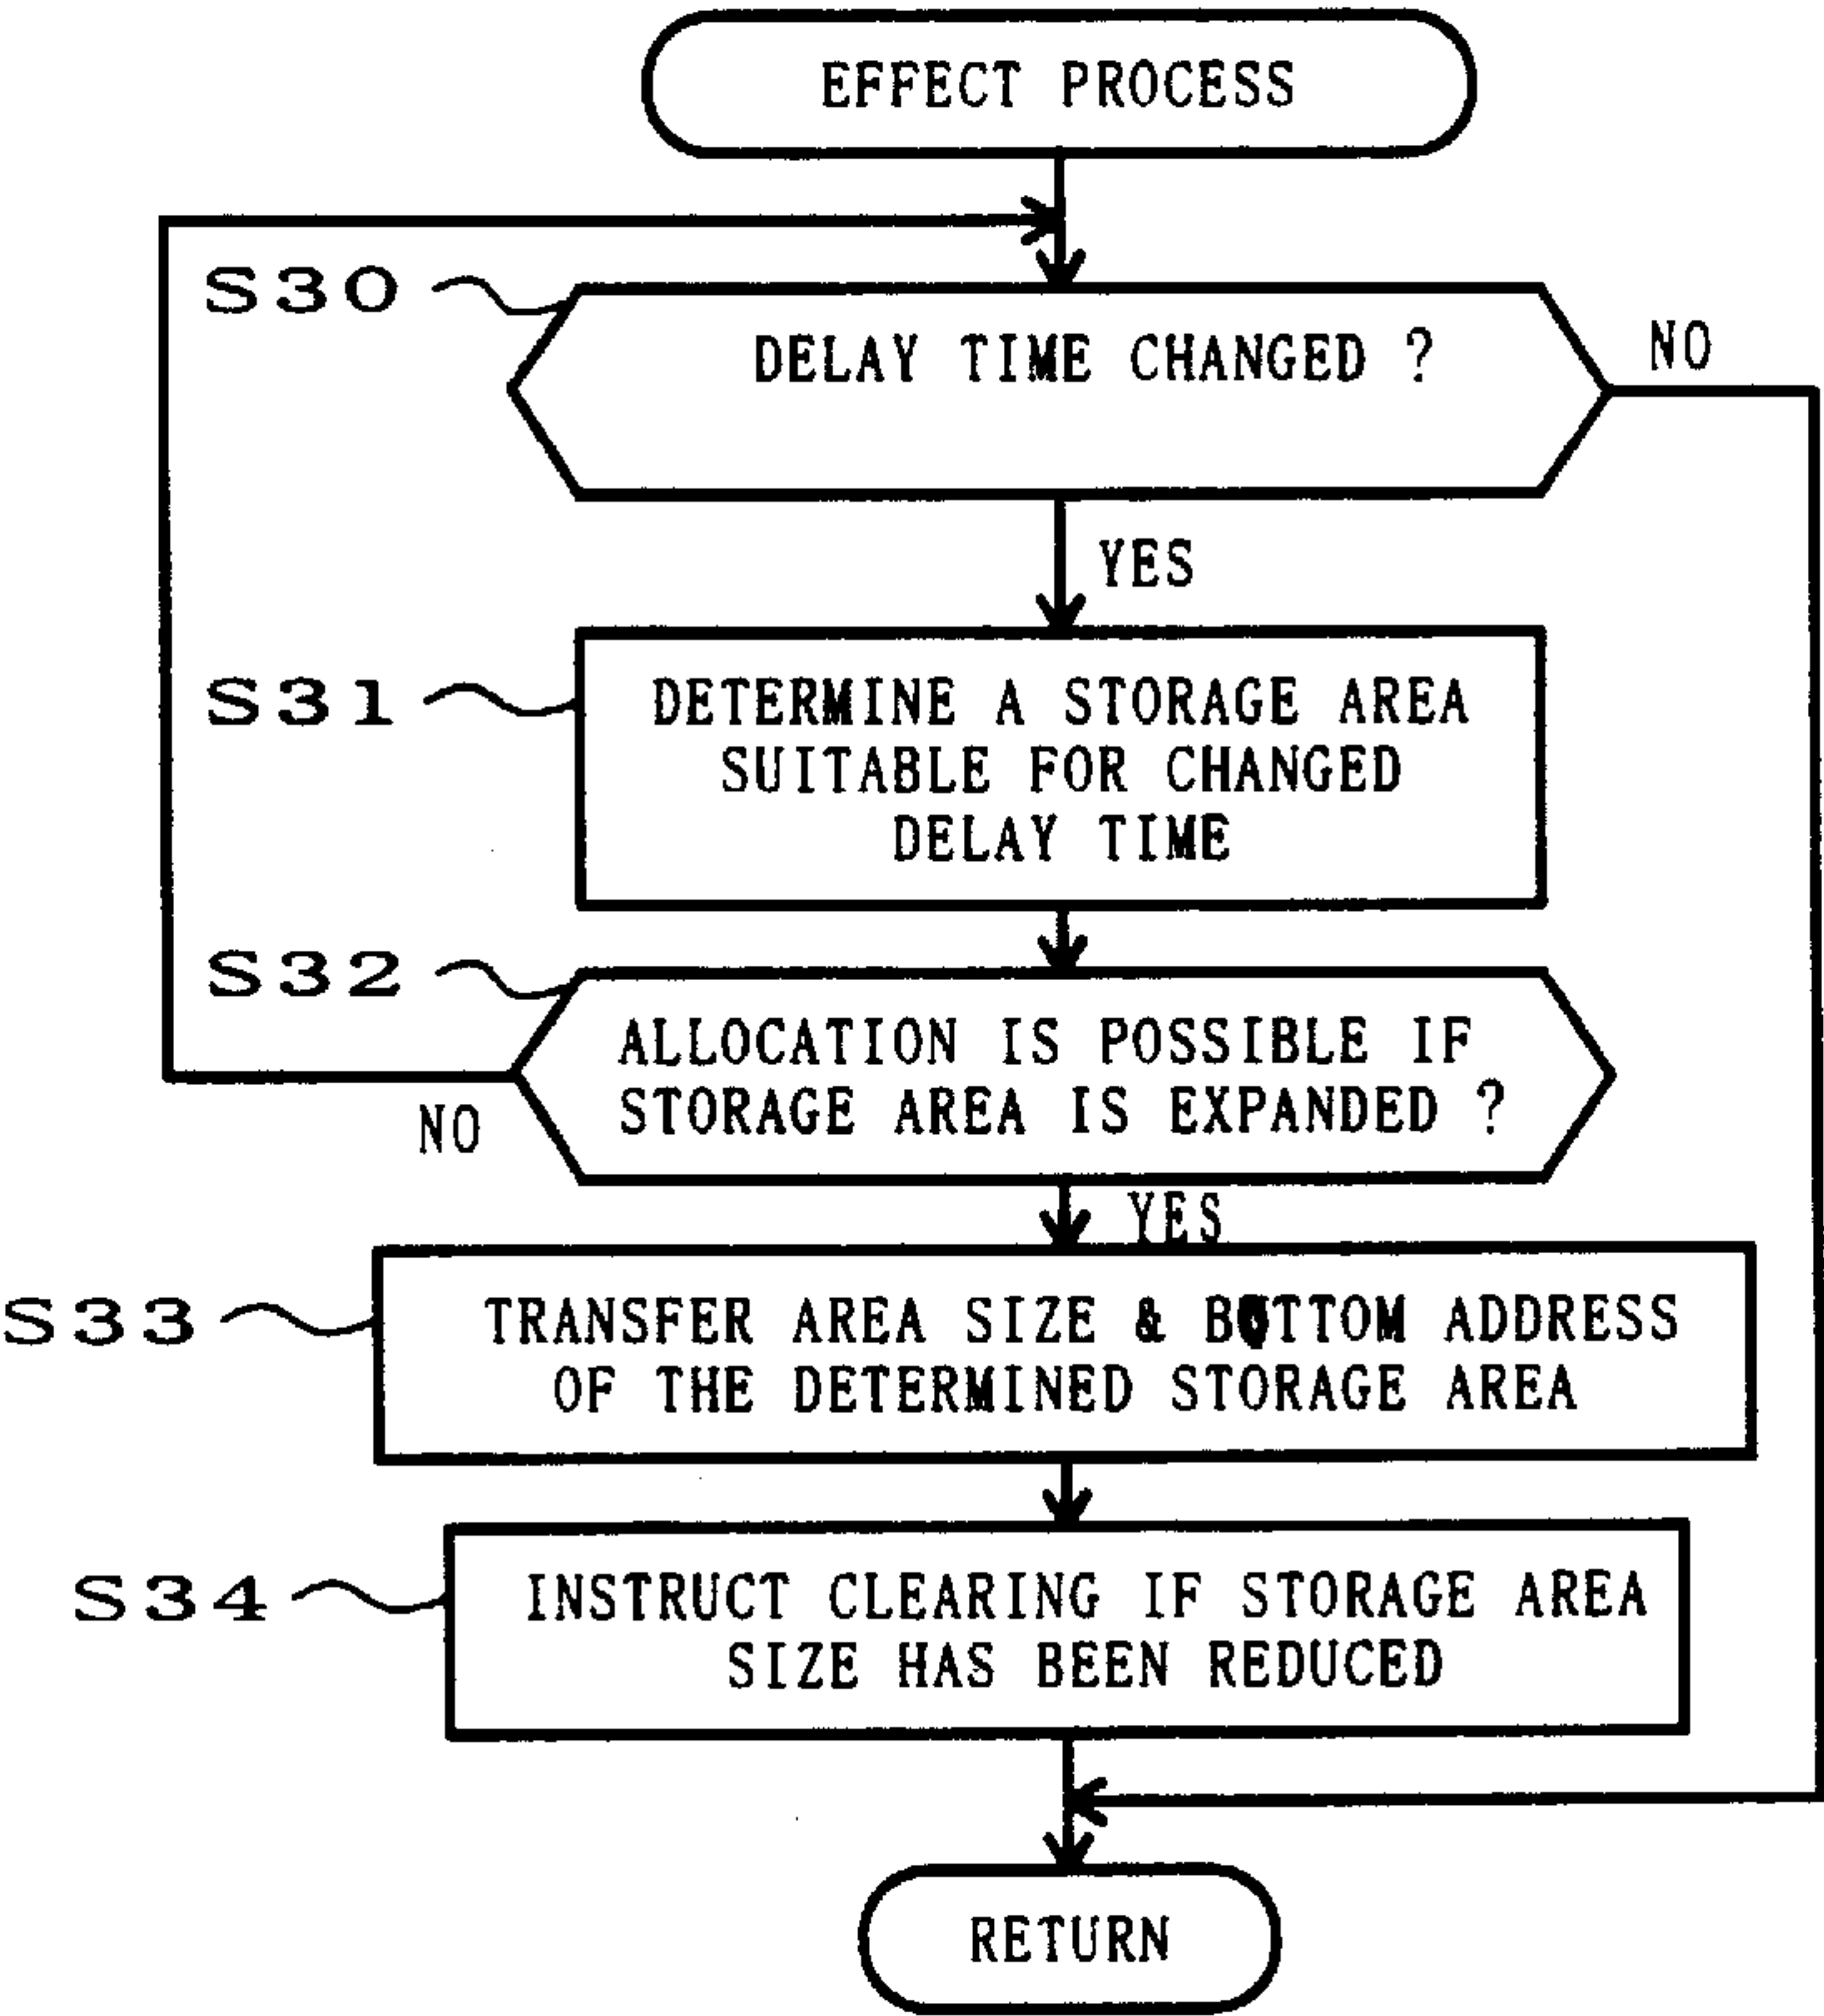 EFFECT PROCESS
S30
DELAY TIME CHANGED ?
NO
YES
S31
DETERMINE A STORAGE AREA
SUITABLE FOR CHANGED
DELAY TIME
S32
ALLOCATION IS POSSIBLE IF
STORAGE AREA IS EXPANDED ?
NO
YES
S33
TRANSFER AREA SIZE & BOTTOM ADDRESS
OF THE DETERMINED STORAGE AREA
S34
INSTRUCT CLEARING IF STORAGE AREA
SIZE HAS BEEN REDUCED
RETURN